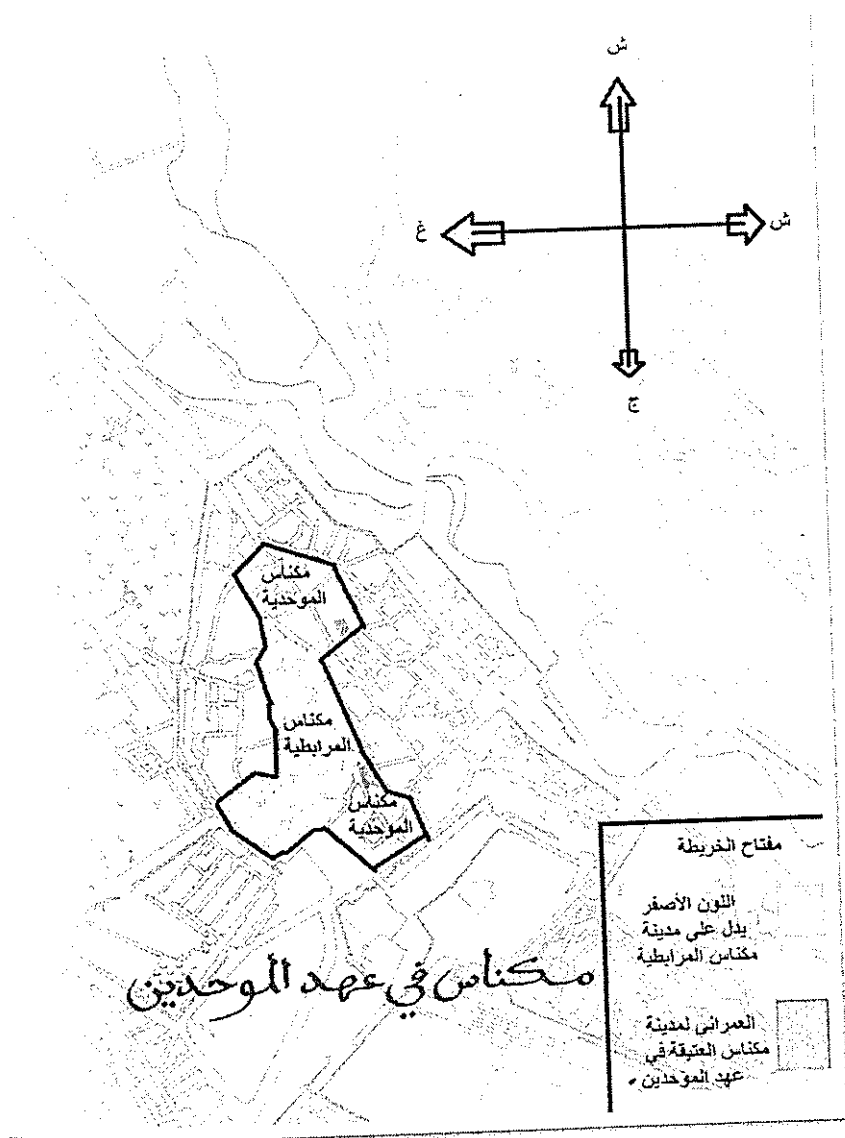 ش
غ
ش
ج
مكناس
الموحدية
مكناس
المرابطية
مكناس
الموحدية
مفتاح الخريطة
اللون الأصفر
يدل على مدينة
مكناس المرابطية
العمراني لمدينة
مكناس العتيقة في
عهد الموحدين
مكناس في عهد الموحدين